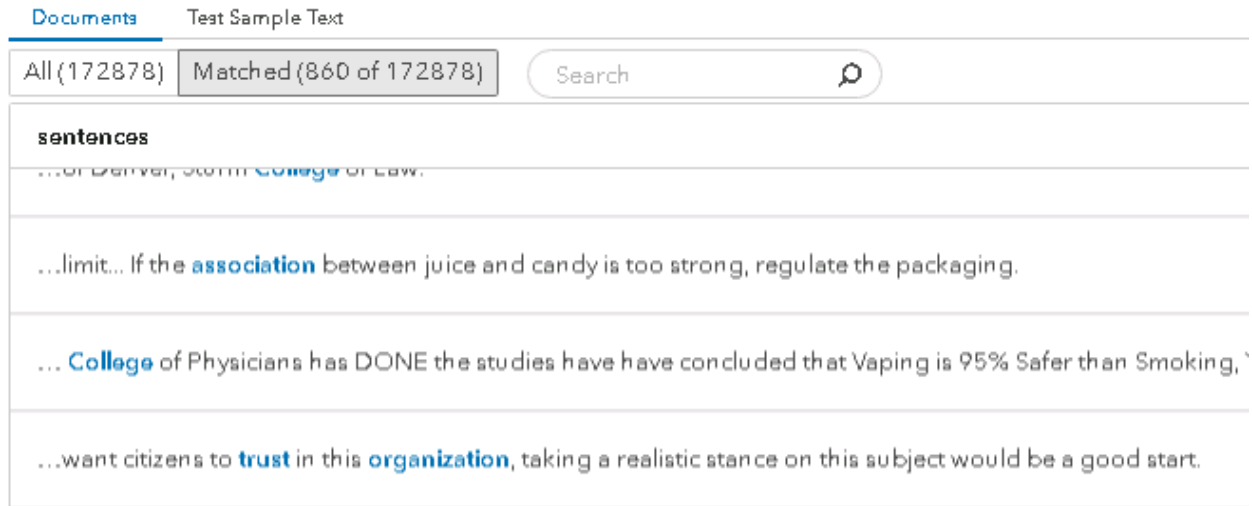 Documents Test Sample Text
All (172878) Matched (860 of 172878) Search
sentences
...of Denver, Sturm College of Law.
...limit... If the association between juice and candy is too strong, regulate the packaging.
... College of Physicians has DONE the studies have have concluded that Vaping is 95% Safer than Smoking,
...want citizens to trust in this organization, taking a realistic stance on this subject would be a good start.